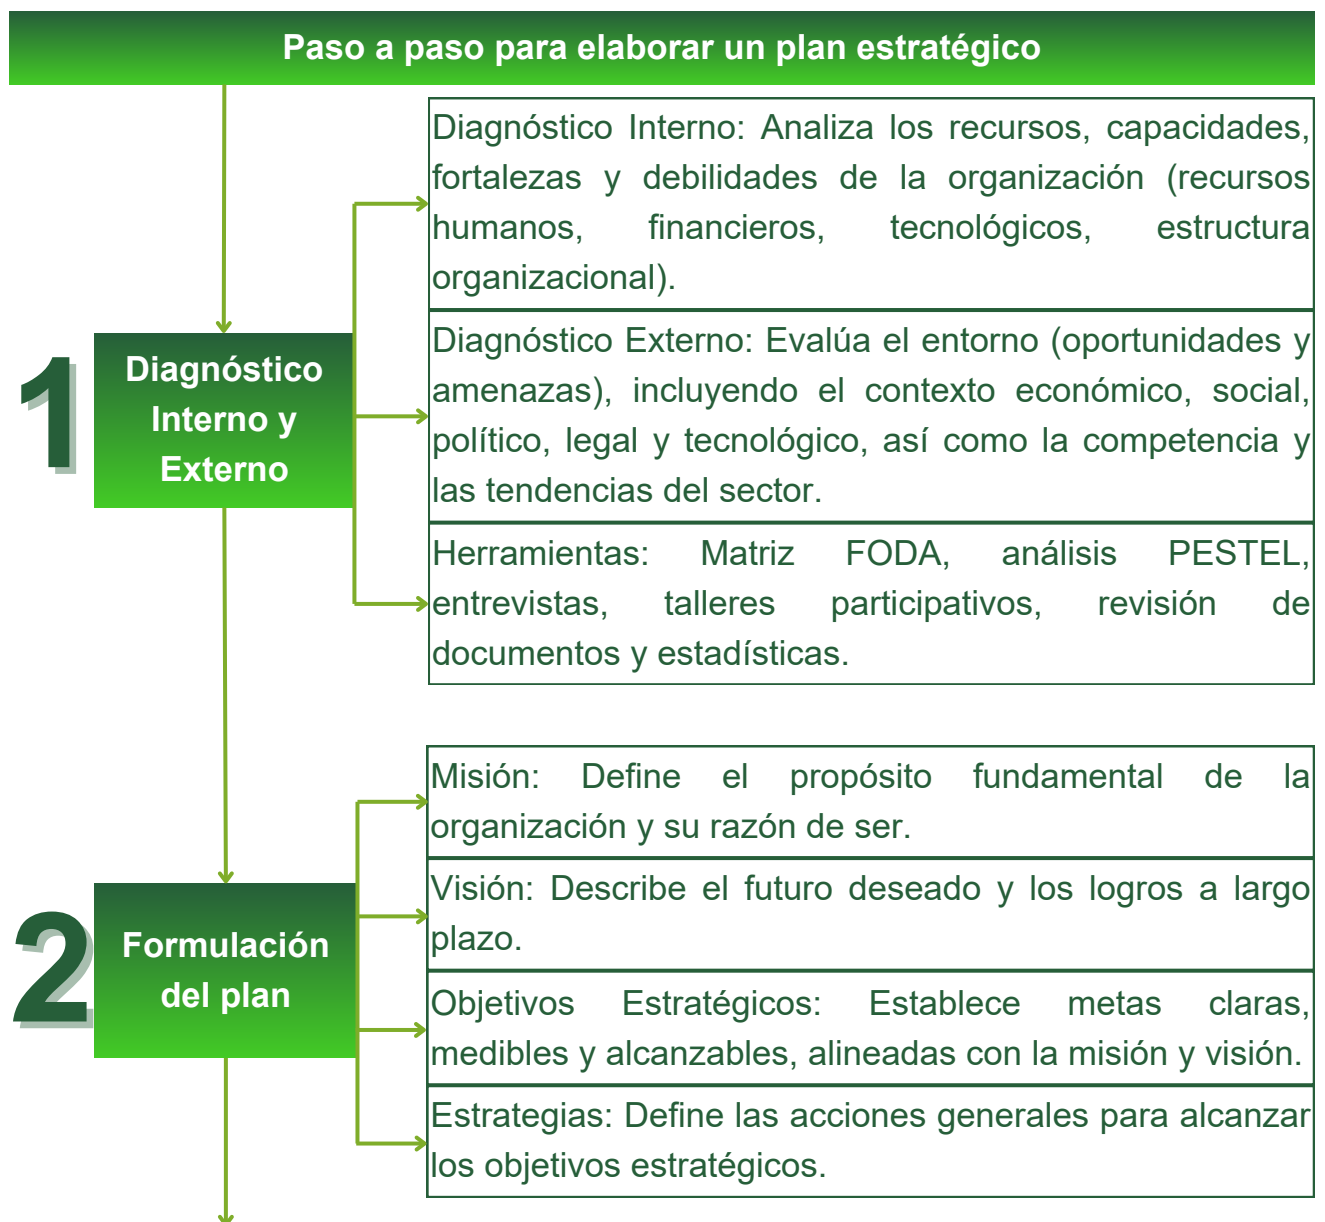 Paso a paso para elaborar un plan estratégico
1
Diagnóstico
Interno y
Externo
Diagnóstico Interno: Analiza los recursos, capacidades,
fortalezas y debilidades de la organización (recursos
humanos, financieros, tecnológicos, estructura
organizacional).
Diagnóstico Externo: Evalúa el entorno (oportunidades y
amenazas), incluyendo el contexto económico, social,
político, legal y tecnológico, así como la competencia y
las tendencias del sector.
Herramientas: Matriz FODA, análisis PESTEL,
entrevistas, talleres participativos, revisión de
documentos y estadísticas.
2
Formulación
del plan
Misión: Define el propósito fundamental de la
organización y su razón de ser.
Visión: Describe el futuro deseado y los logros a largo
plazo.
Objetivos Estratégicos: Establece metas claras,
medibles y alcanzables, alineadas con la misión y visión.
Estrategias: Define las acciones generales para alcanzar
los objetivos estratégicos.